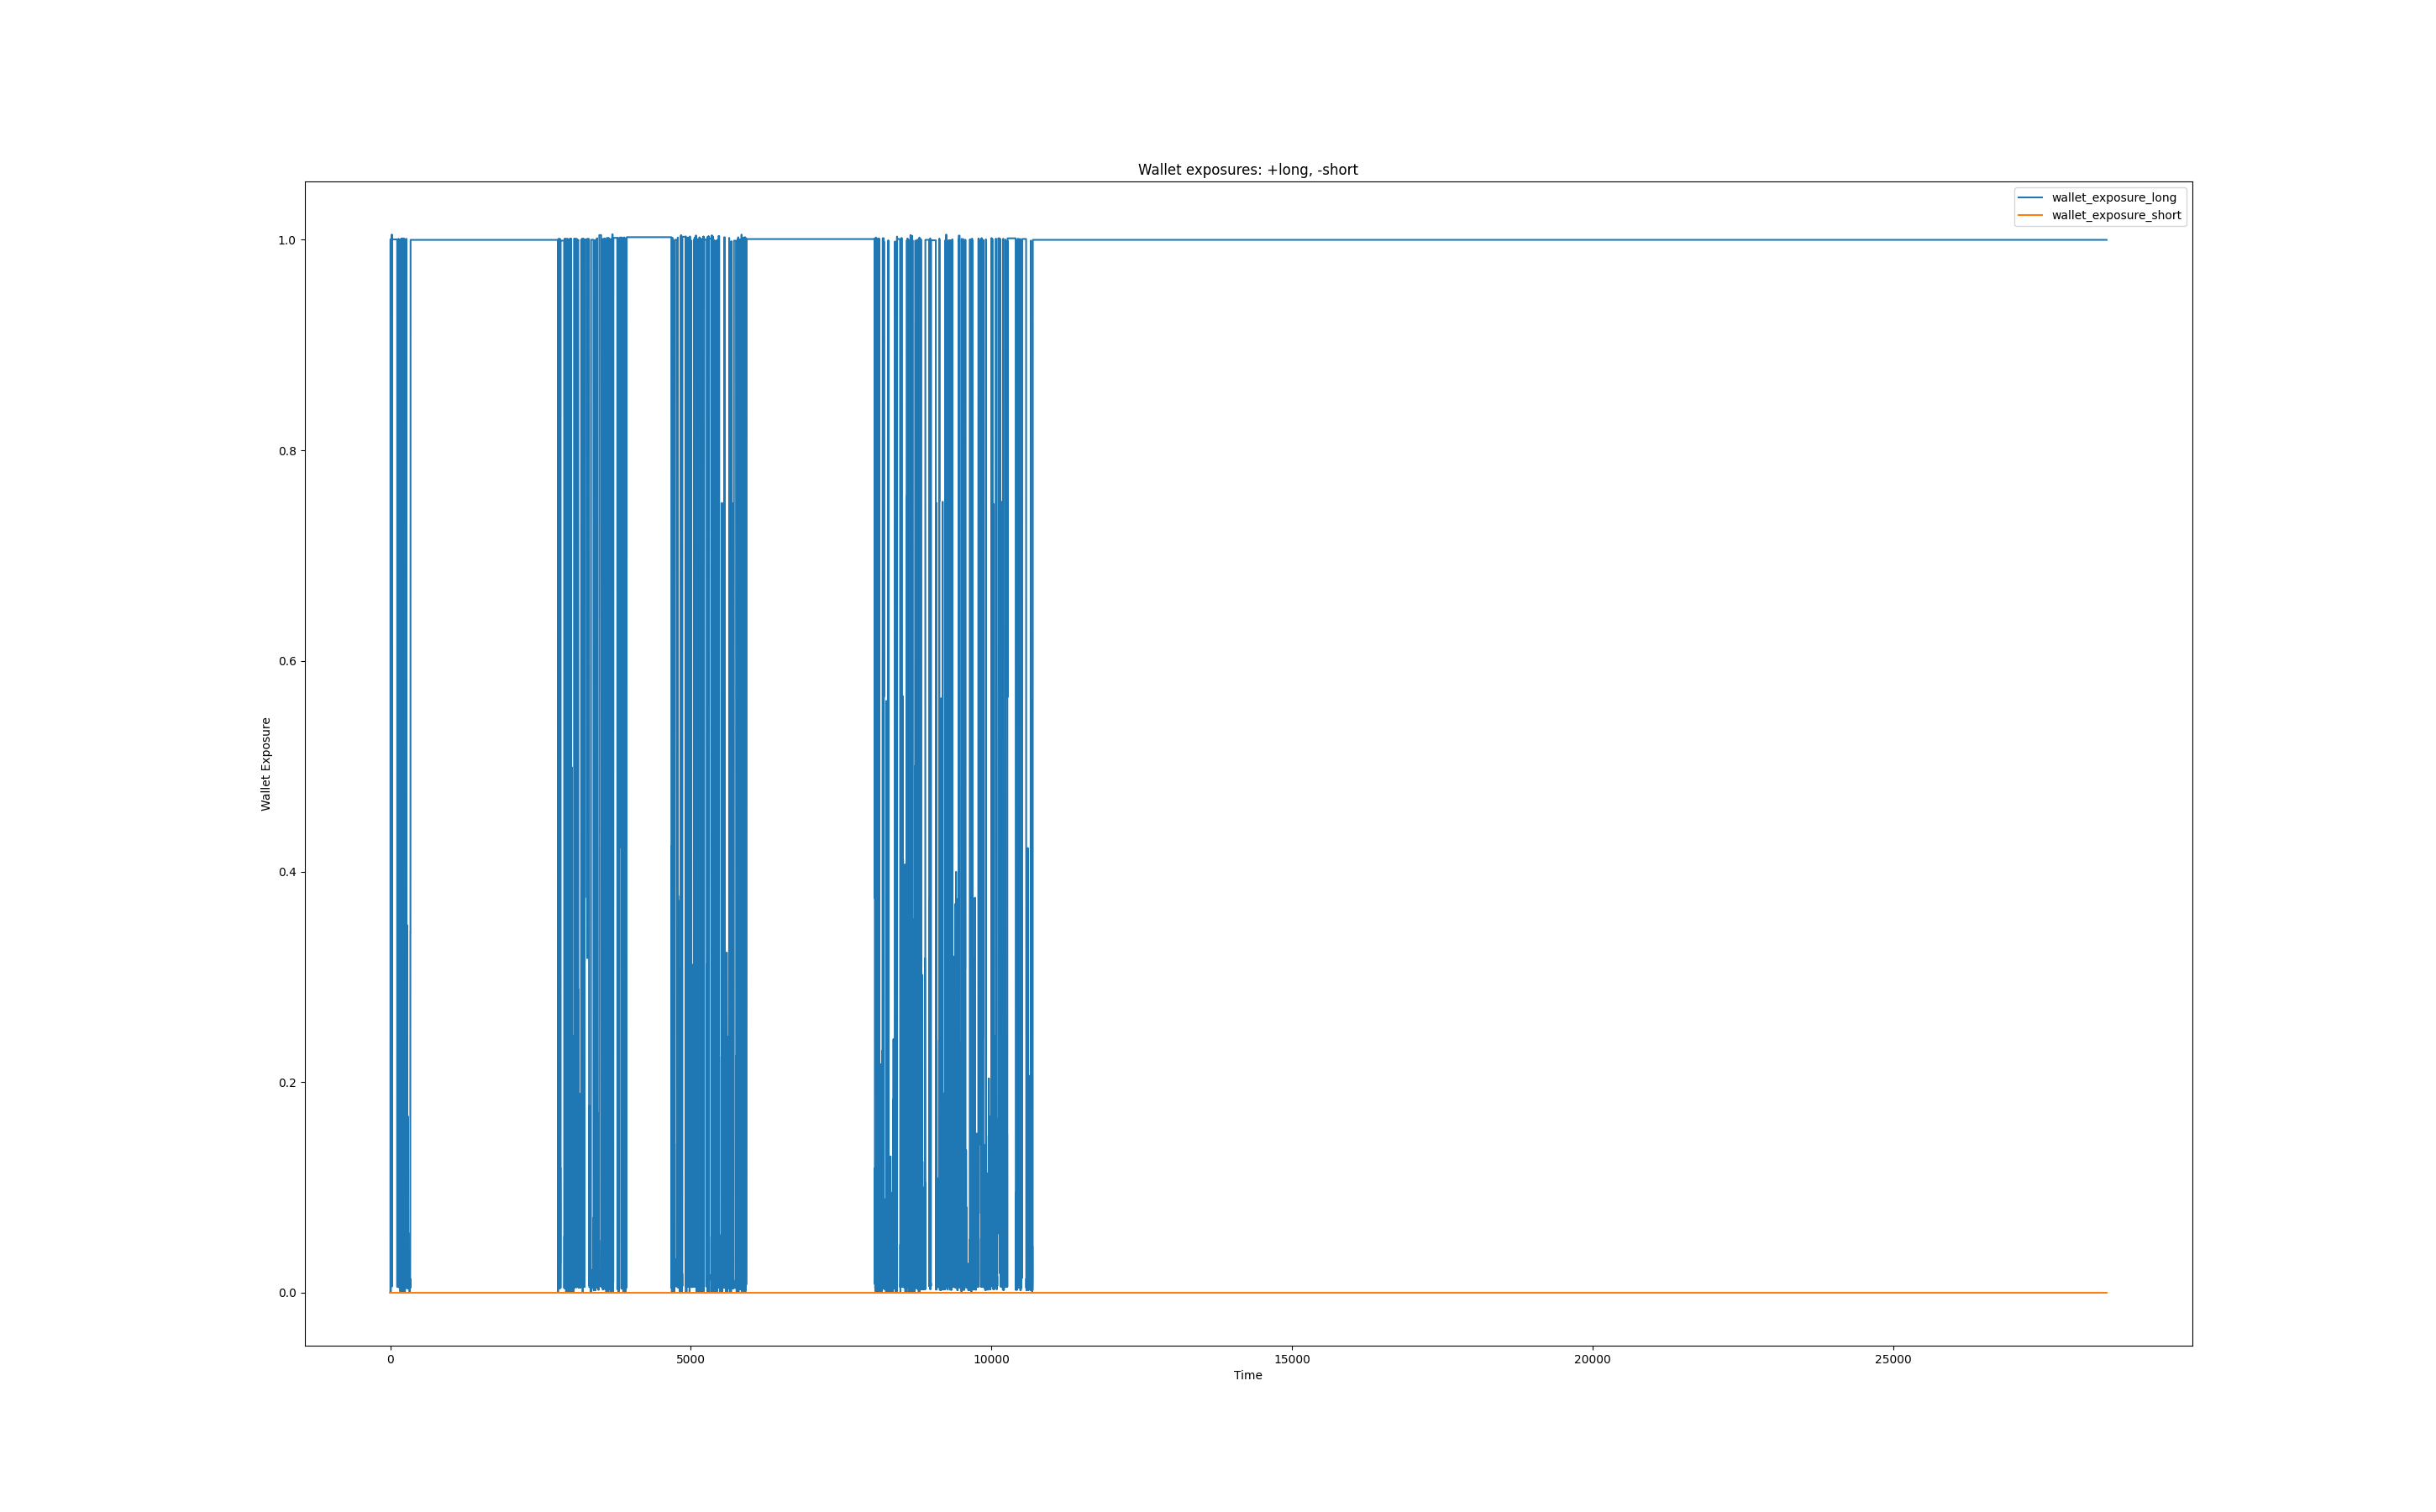 Wallet exposures: +long, -short
wallet_exposure_long
wallet_exposure_short
1.0
0.8
0.6
0.4
0.2
0.0
Wallet Exposure
0 5000 10000 15000 20000 25000
Time